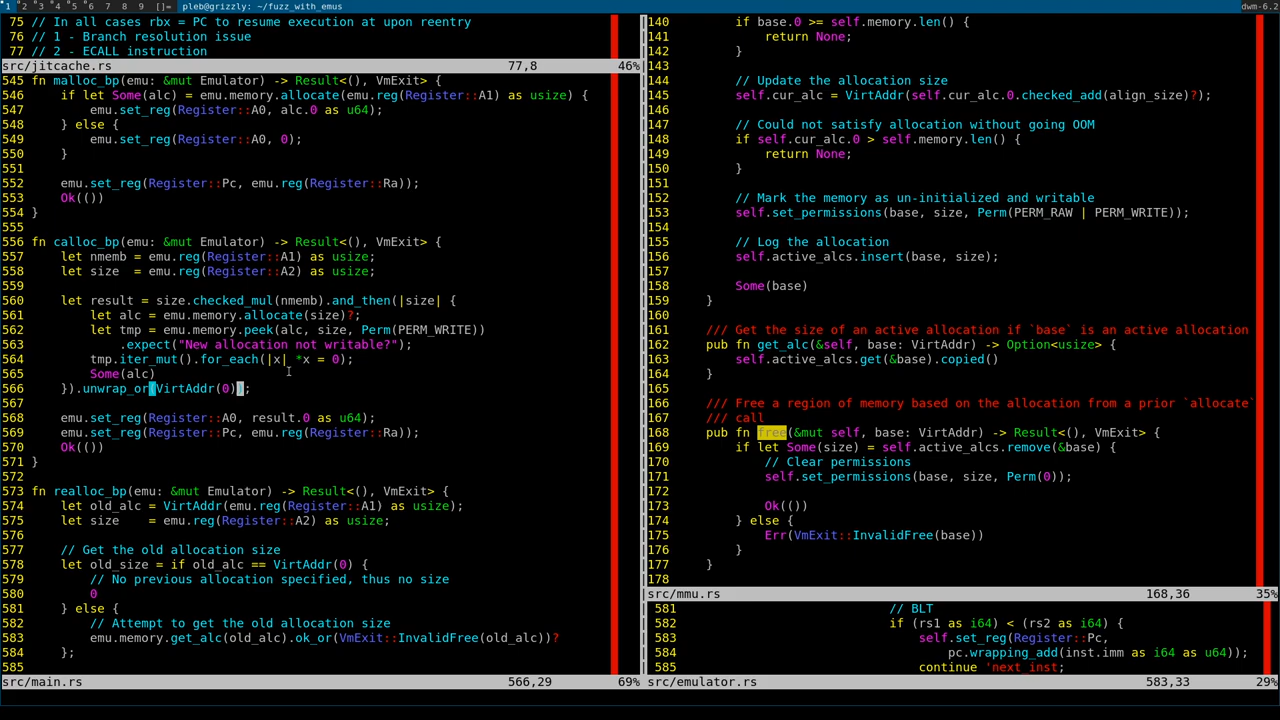 1 2 3 4 5 6 7 8 9 []= pleb@grizzly: ~/fuzz_with_emus dwm-6.2
75 // In all cases rbx = PC to resume execution at upon reentry
76 // 1 - Branch resolution issue
77 // 2 - ECALL instruction
src/jitcache.rs 77,8 46%
545 fn malloc_bp(emu: &mut Emulator) -> Result<(), VmExit> {
546     if let Some(alc) = emu.memory.allocate(emu.reg(Register::A1) as usize) {
547         emu.set_reg(Register::A0, alc.0 as u64);
548     } else {
549         emu.set_reg(Register::A0, 0);
550     }
551
552     emu.set_reg(Register::Pc, emu.reg(Register::Ra));
553     Ok(())
554 }
555
556 fn calloc_bp(emu: &mut Emulator) -> Result<(), VmExit> {
557     let nmemb = emu.reg(Register::A1) as usize;
558     let size  = emu.reg(Register::A2) as usize;
559
560     let result = size.checked_mul(nmemb).and_then(|size| {
561         let alc = emu.memory.allocate(size)?;
562         let tmp = emu.memory.peek(alc, size, Perm(PERM_WRITE))
563             .expect("New allocation not writable?");
564         tmp.iter_mut().for_each(|x| *x = 0);
565         Some(alc)
566     }).unwrap_or(VirtAddr(0));
567
568     emu.set_reg(Register::A0, result.0 as u64);
569     emu.set_reg(Register::Pc, emu.reg(Register::Ra));
570     Ok(())
571 }
572
573 fn realloc_bp(emu: &mut Emulator) -> Result<(), VmExit> {
574     let old_alc = VirtAddr(emu.reg(Register::A1) as usize);
575     let size    = emu.reg(Register::A2) as usize;
576
577     // Get the old allocation size
578     let old_size = if old_alc == VirtAddr(0) {
579         // No previous allocation specified, thus no size
580         0
581     } else {
582         // Attempt to get the old allocation size
583         emu.memory.get_alc(old_alc).ok_or(VmExit::InvalidFree(old_alc))?
584     };
585
src/main.rs 566,29 69%
140         if base.0 >= self.memory.len() {
141             return None;
142         }
143
144         // Update the allocation size
145         self.cur_alc = VirtAddr(self.cur_alc.0.checked_add(align_size)?);
146
147         // Could not satisfy allocation without going OOM
148         if self.cur_alc.0 > self.memory.len() {
149             return None;
150         }
151
152         // Mark the memory as un-initialized and writable
153         self.set_permissions(base, size, Perm(PERM_RAW | PERM_WRITE));
154
155         // Log the allocation
156         self.active_alcs.insert(base, size);
157
158         Some(base)
159     }
160
161     /// Get the size of an active allocation if `base` is an active allocation
162     pub fn get_alc(&self, base: VirtAddr) -> Option<usize> {
163         self.active_alcs.get(&base).copied()
164     }
165
166     /// Free a region of memory based on the allocation from a prior `allocate`
167     /// call
168     pub fn free(&mut self, base: VirtAddr) -> Result<(), VmExit> {
169         if let Some(size) = self.active_alcs.remove(&base) {
170             // Clear permissions
171             self.set_permissions(base, size, Perm(0));
172
173             Ok(())
174         } else {
175             Err(VmExit::InvalidFree(base))
176         }
177     }
178
src/mmu.rs 168,36 35%
581                             // BLT
582                             if (rs1 as i64) < (rs2 as i64) {
583                                 self.set_reg(Register::Pc,
584                                     pc.wrapping_add(inst.imm as i64 as u64));
585                                 continue 'next_inst;
src/emulator.rs 583,33 29%